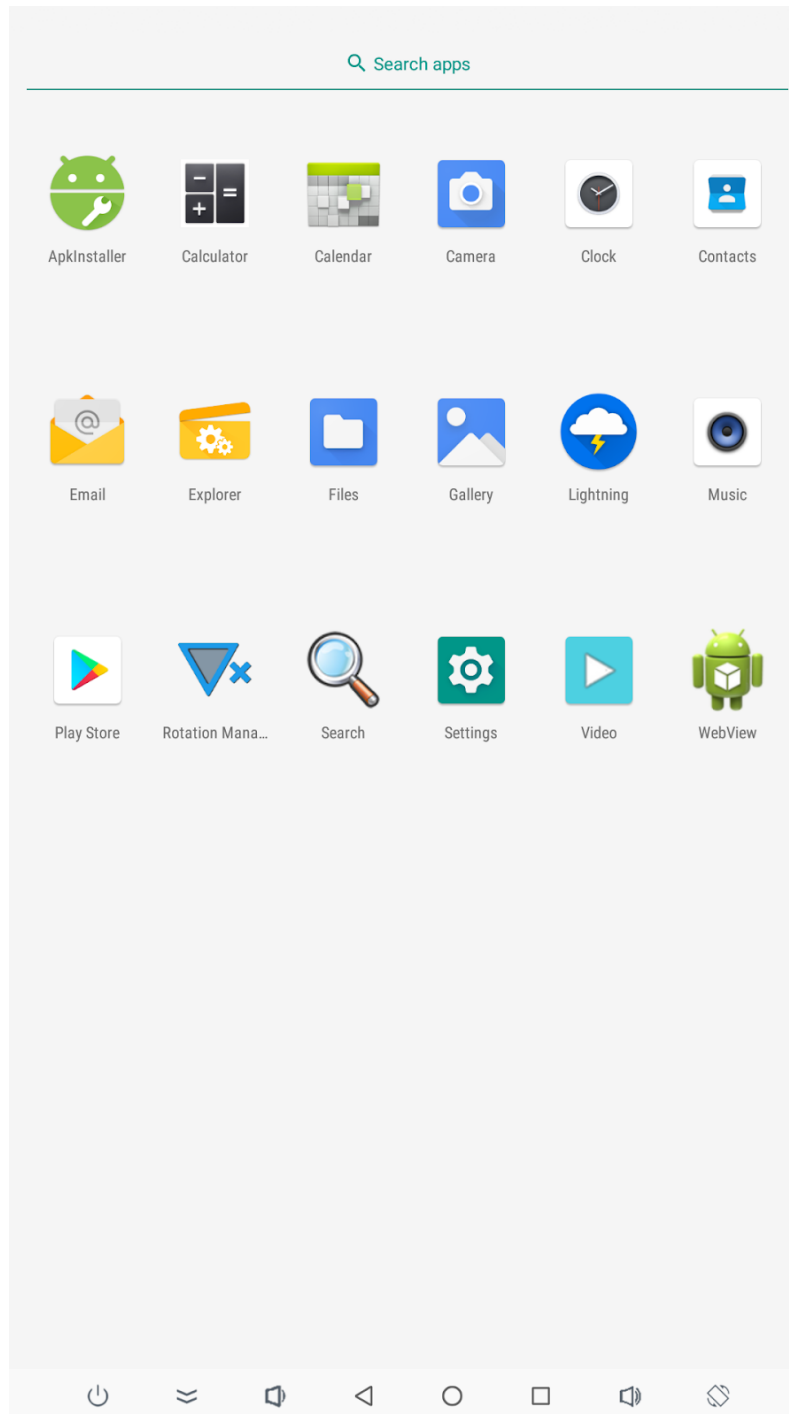 Search apps
ApkInstaller Calculator Calendar Camera Clock Contacts
@
Email Explorer Files Gallery Lightning Music
Play Store Rotation Mana... Search Settings Video WebView